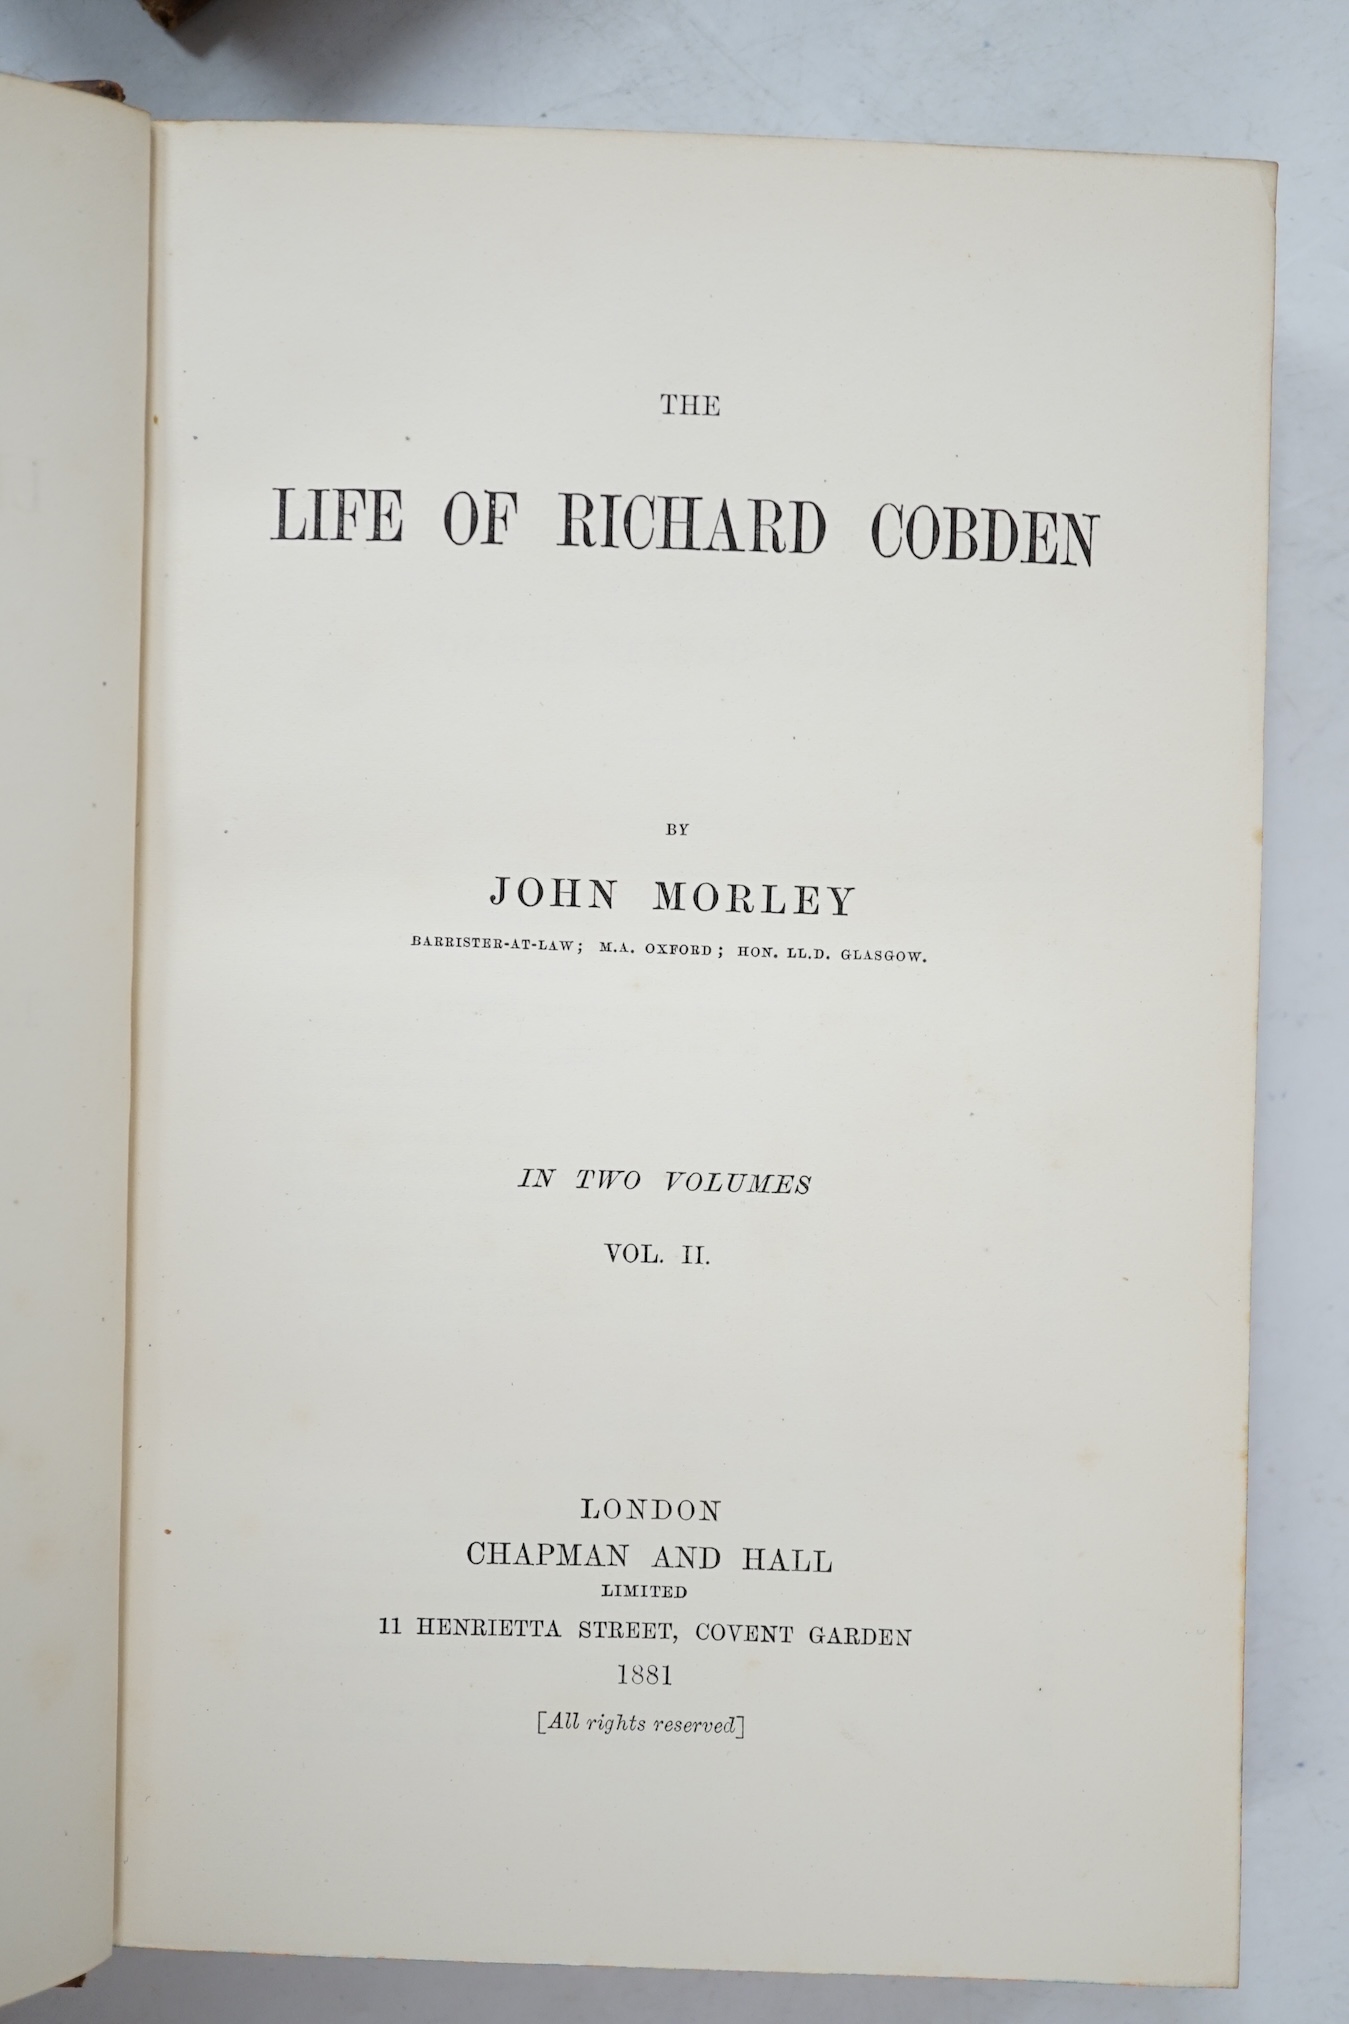 THE
LIFE OF RICHARD COBDEN
BY
JOHN MORLEY
BARRISTER-AT-LAW; M.A. OXFORD; HON. LL.D. GLASGOW.
IN TWO VOLUMES
VOL. II.
LONDON
CHAPMAN AND HALL
LIMITED
11 HENRIETTA STREET, COVENT GARDEN
1881
[All rights reserved]